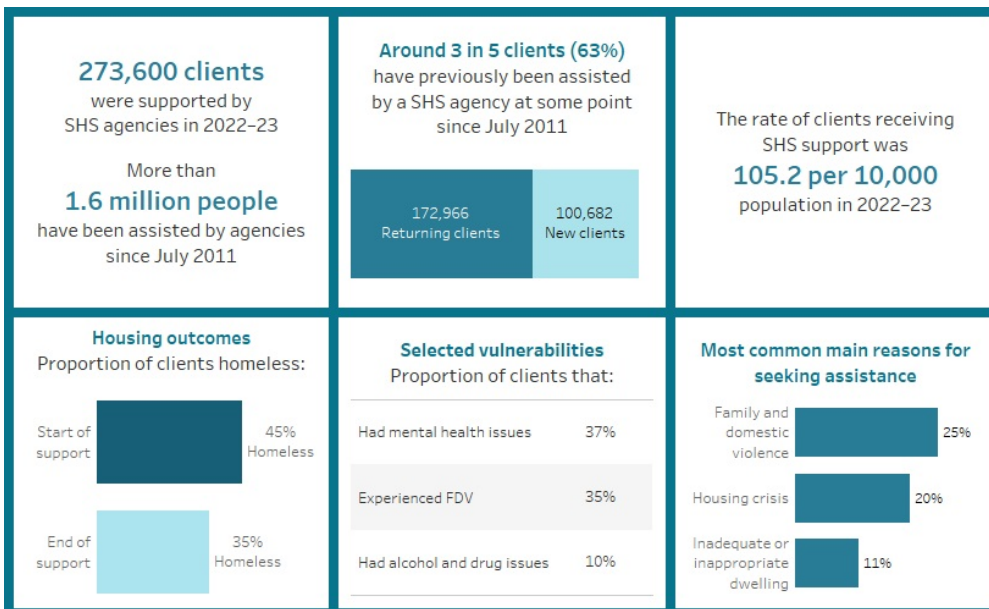 273,600 clients
were supported by
SHS agencies in 2022–23
More than
1.6 million people
have been assisted by agencies
since July 2011
Around 3 in 5 clients (63%)
have previously been assisted
by a SHS agency at some point
since July 2011
172,966
Returning clients
100,682
New clients
The rate of clients receiving
SHS support was
105.2 per 10,000
population in 2022–23
Housing outcomes
Proportion of clients homeless:
Start of
support
45%
Homeless
End of
support
35%
Homeless
Selected vulnerabilities
Proportion of clients that:
Had mental health issues 37%
Experienced FDV 35%
Had alcohol and drug issues 10%
Most common main reasons for
seeking assistance
Family and
domestic
violence
25%
Housing crisis 20%
Inadequate or
inappropriate
dwelling
11%